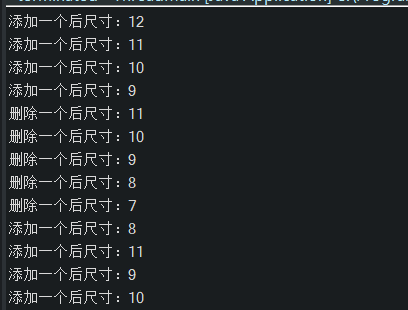 添加一个后尺寸：12
添加一个后尺寸：11
添加一个后尺寸：10
添加一个后尺寸：9
删除一个后尺寸：11
删除一个后尺寸：10
删除一个后尺寸：9
删除一个后尺寸：8
删除一个后尺寸：7
添加一个后尺寸：8
添加一个后尺寸：11
添加一个后尺寸：9
添加一个后尺寸：10